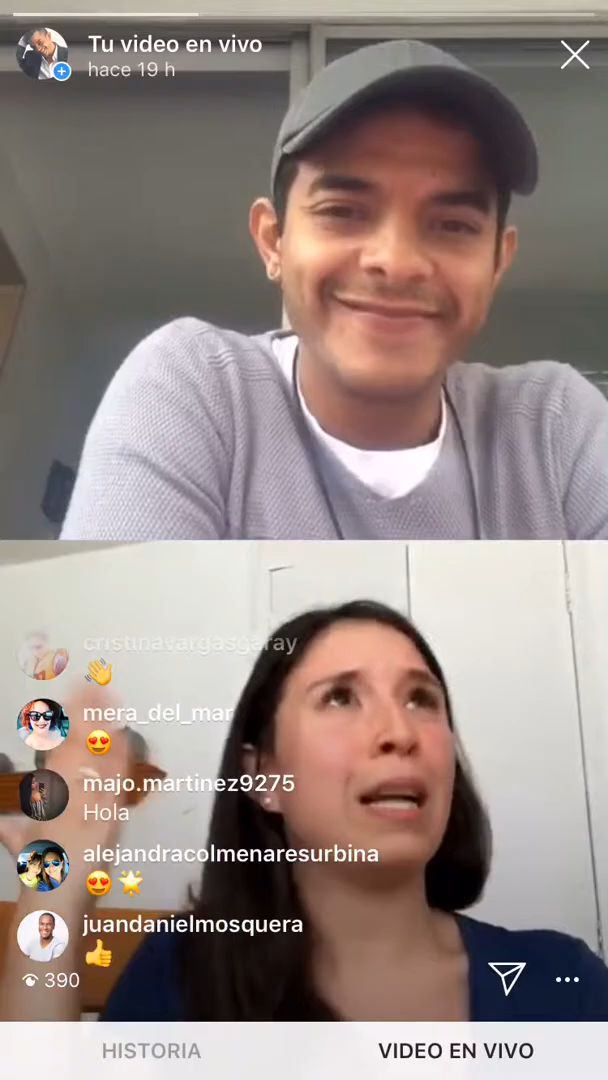 Tu video en vivo
hace 19 h
cristinavargasgaray
👋
mera_del_mar
😍
majo.martinez9275
Hola
alejandracolmenaresurbina
😍🌟
juandanielmosquera
👍
390
HISTORIA
VIDEO EN VIVO